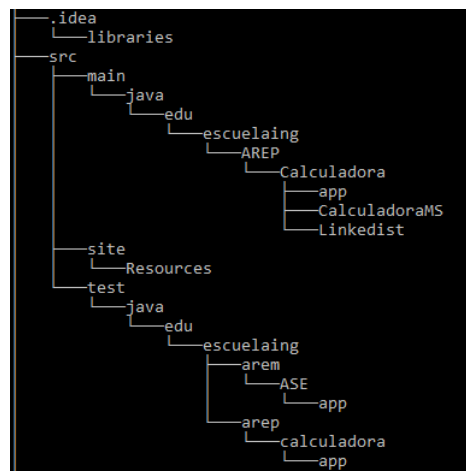 .idea
libraries
src
main
java
edu
escuelaing
AREP
Calculadora
app
CalculadoraMS
Linkedist
site
Resources
test
java
edu
escuelaing
arem
ASE
app
arep
calculadora
app